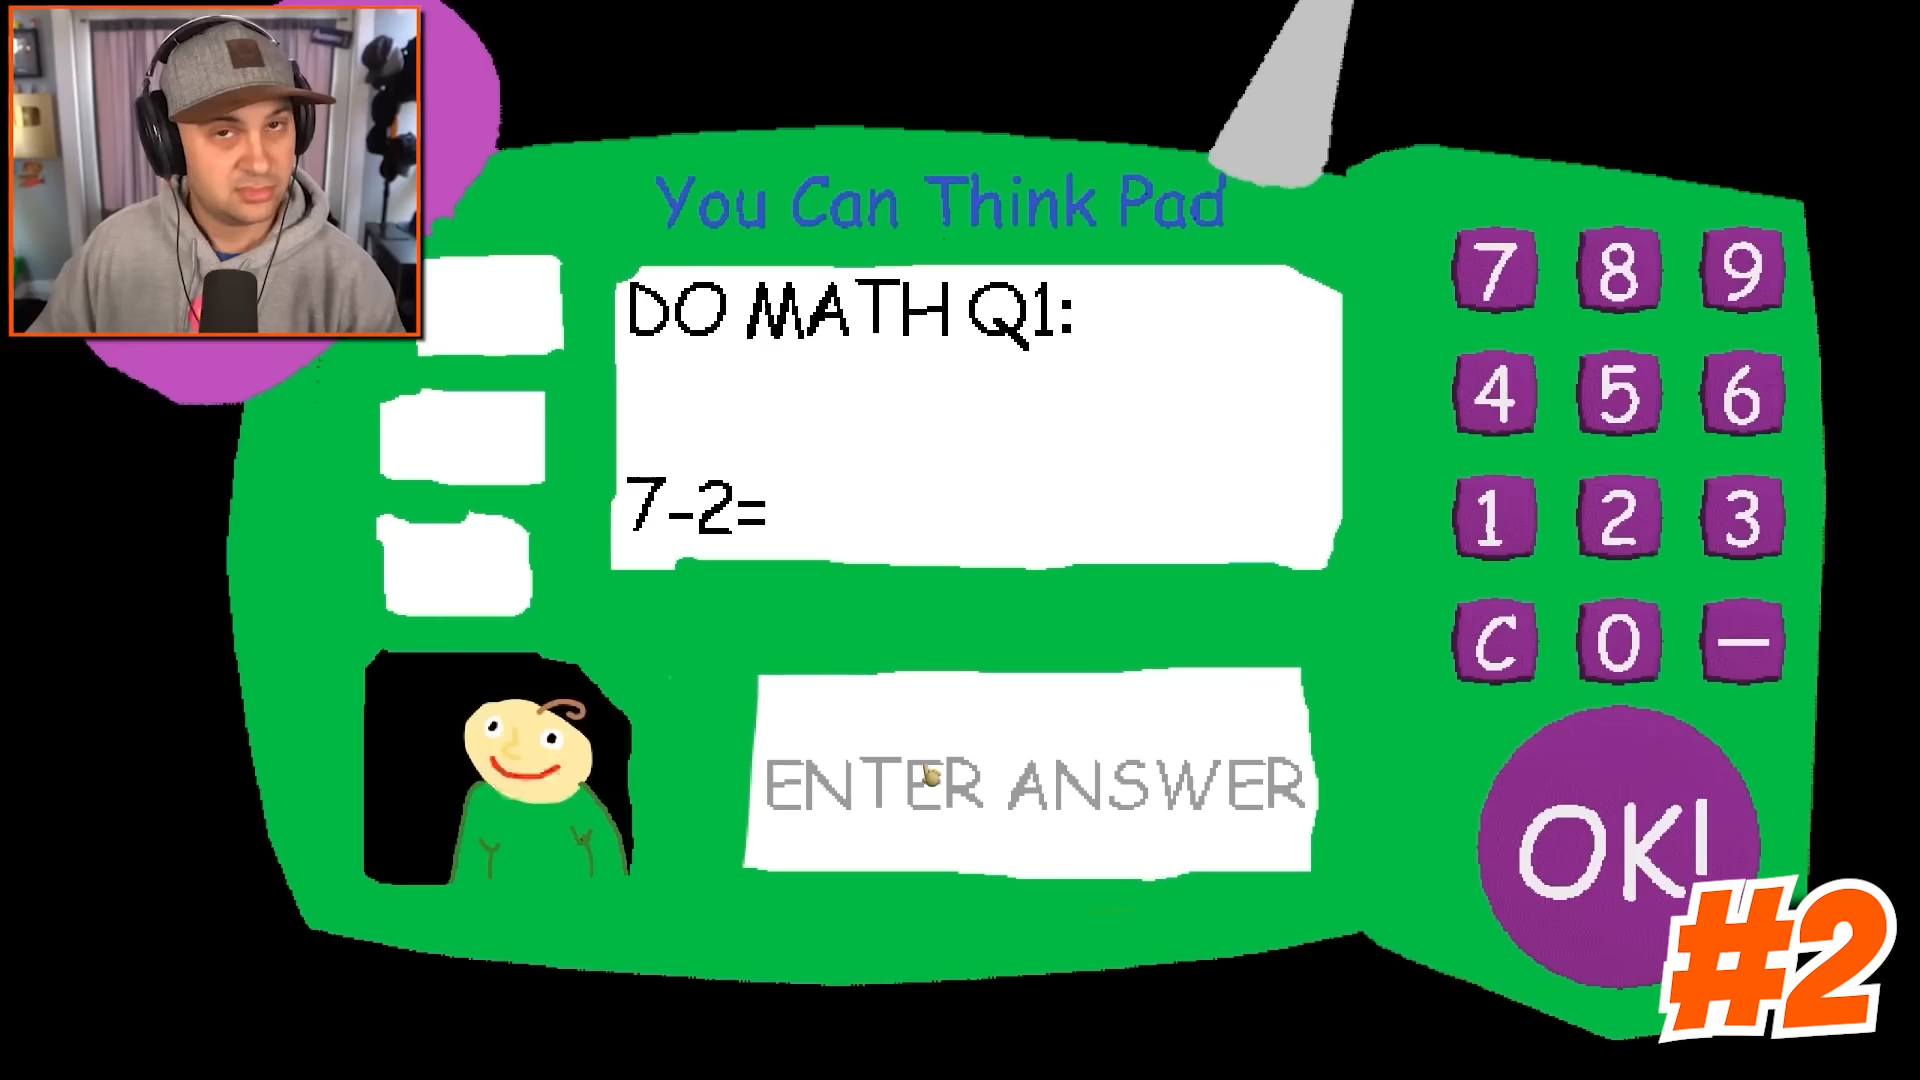 You Can Think Pad
DO MATH Q1:
7-2=
7 8 9
4 5 6
1 2 3
C 0 −
ENTER ANSWER
OK!
#2